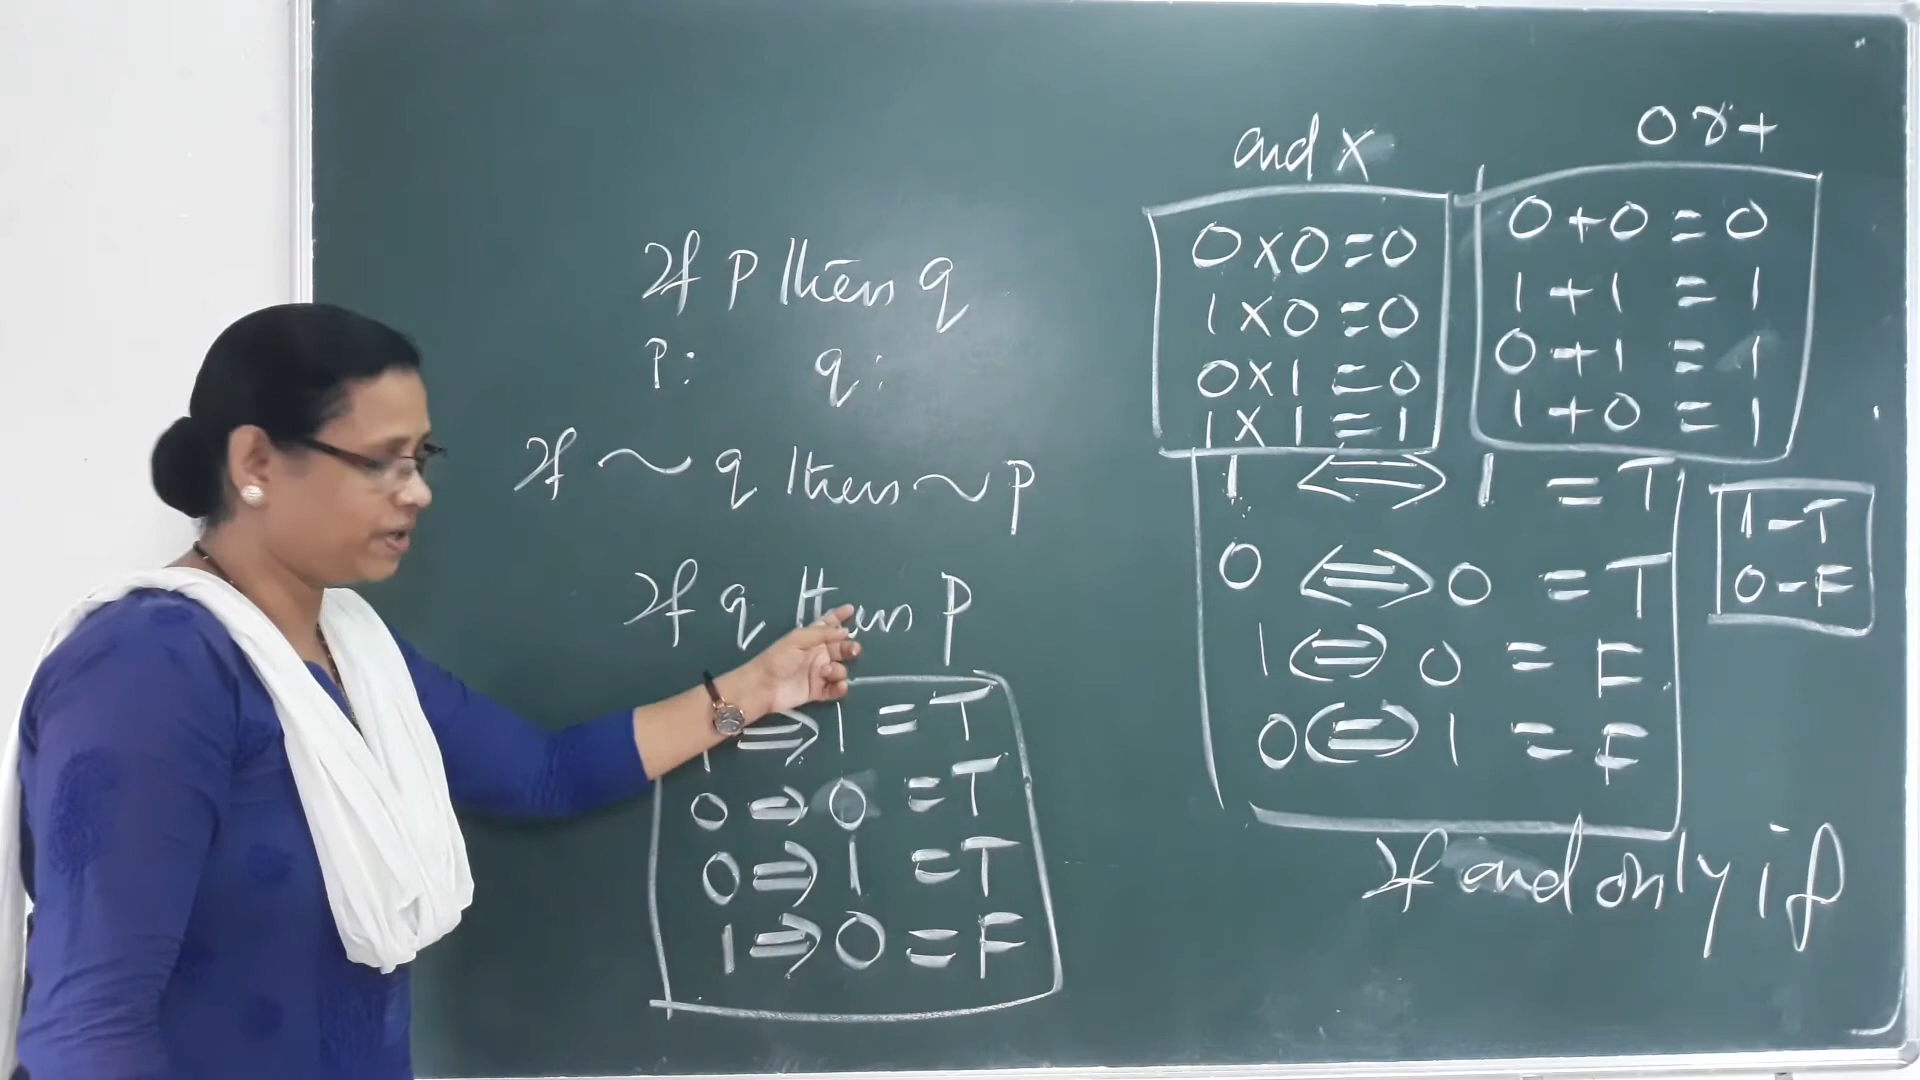 If p then q
p: q:
If ~ q then ~ p
If q then p
1 ⇒ 1 = T
0 ⇒ 0 = T
0 ⇒ 1 = T
1 ⇒ 0 = F
and x
0 x 0 = 0
1 x 0 = 0
0 x 1 = 0
1 x 1 = 1
or +
0 + 0 = 0
1 + 1 = 1
0 + 1 = 1
1 + 0 = 1
1 ⇔ 1 = T
0 ⇔ 0 = T
1 ⇔ 0 = F
0 ⇔ 1 = F
1 - T
0 - F
If and only if